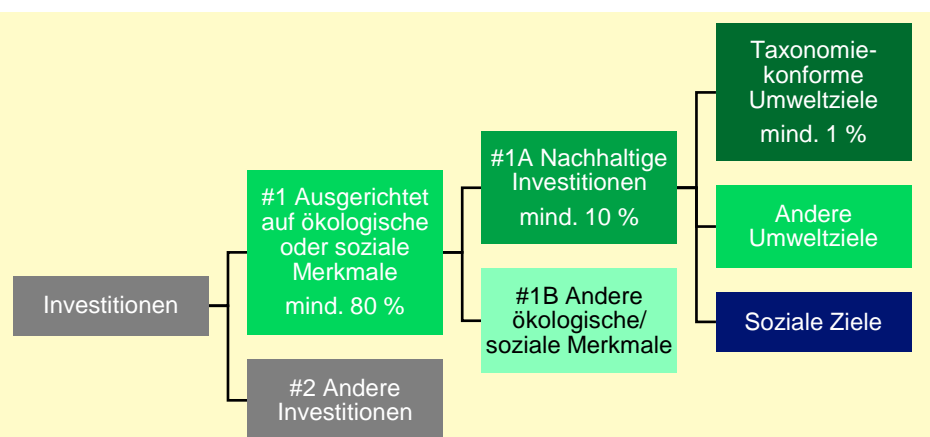 Investitionen
#1 Ausgerichtet
auf ökologische
oder soziale
Merkmale
mind. 80 %
#2 Andere
Investitionen
#1A Nachhaltige
Investitionen
mind. 10 %
#1B Andere
ökologische/
soziale Merkmale
Taxonomie-
konforme
Umweltziele
mind. 1 %
Andere
Umweltziele
Soziale Ziele